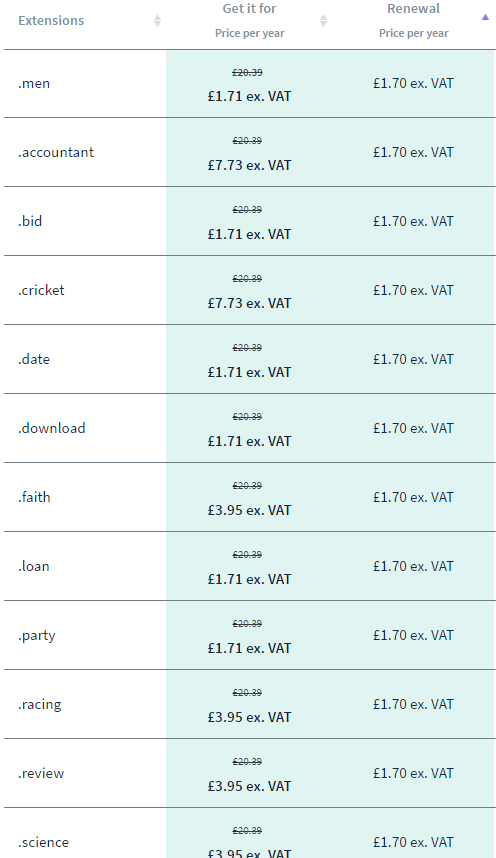 Extensions Get it for Renewal
Price per year Price per year
.men £20.39 £1.71 ex. VAT £1.70 ex. VAT
.accountant £20.39 £7.73 ex. VAT £1.70 ex. VAT
.bid £20.39 £1.71 ex. VAT £1.70 ex. VAT
.cricket £20.39 £7.73 ex. VAT £1.70 ex. VAT
.date £20.39 £1.71 ex. VAT £1.70 ex. VAT
.download £20.39 £1.71 ex. VAT £1.70 ex. VAT
.faith £20.39 £3.95 ex. VAT £1.70 ex. VAT
.loan £20.39 £1.71 ex. VAT £1.70 ex. VAT
.party £20.39 £1.71 ex. VAT £1.70 ex. VAT
.racing £20.39 £3.95 ex. VAT £1.70 ex. VAT
.review £20.39 £3.95 ex. VAT £1.70 ex. VAT
.science £20.39 £3.95 ex. VAT £1.70 ex. VAT